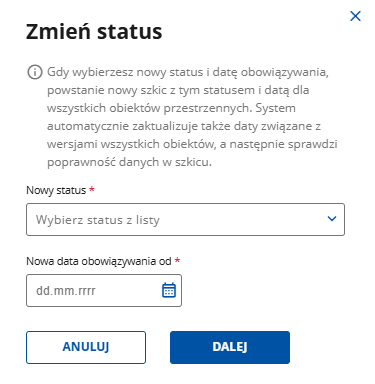 Zmień status
Gdy wybierzesz nowy status i datę obowiązywania,
powstanie nowy szkic z tym statusem i datą dla
wszystkich obiektów przestrzennych. System
automatycznie zaktualizuje także daty związane z
wersjami wszystkich obiektów, a następnie sprawdzi
poprawność danych w szkicu.
Nowy status *
Wybierz status z listy
Nowa data obowiązywania od *
dd.mm.rrrr
ANULUJ
DALEJ